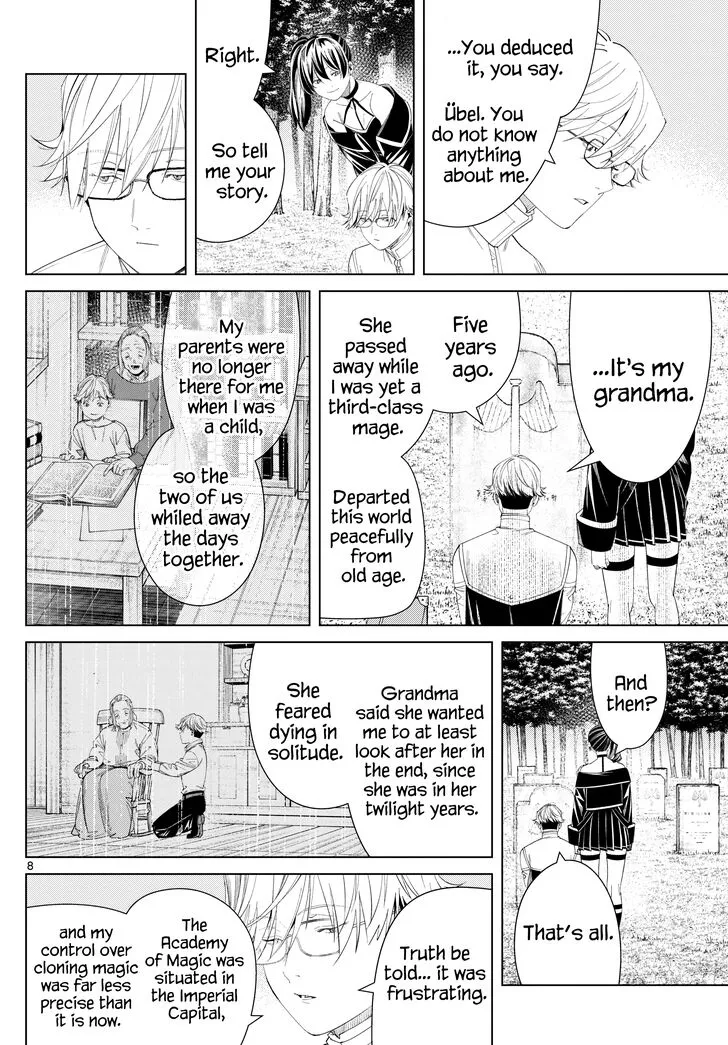 ...You deduced
it, you say.
Übel. You
do not know
anything
about me.
Right.
So tell
me your
story.
...It's my
grandma.
Five
years
ago.
She
passed
away while
I was yet a
third-class
mage.
Departed
this world
peacefully
from
old age.
My
parents were
no longer
there for me
when I was
a child,
so the
two of us
whiled away
the days
together.
And
then?
That's all.
Grandma
said she wanted
me to at least
look after her in
the end, since
she was in her
twilight years.
She
feared
dying in
solitude.
8
Truth be
told... it was
frustrating.
The
Academy
of Magic was
situated in
the Imperial
Capital,
and my
control over
cloning magic
was far less
precise than
it is now.